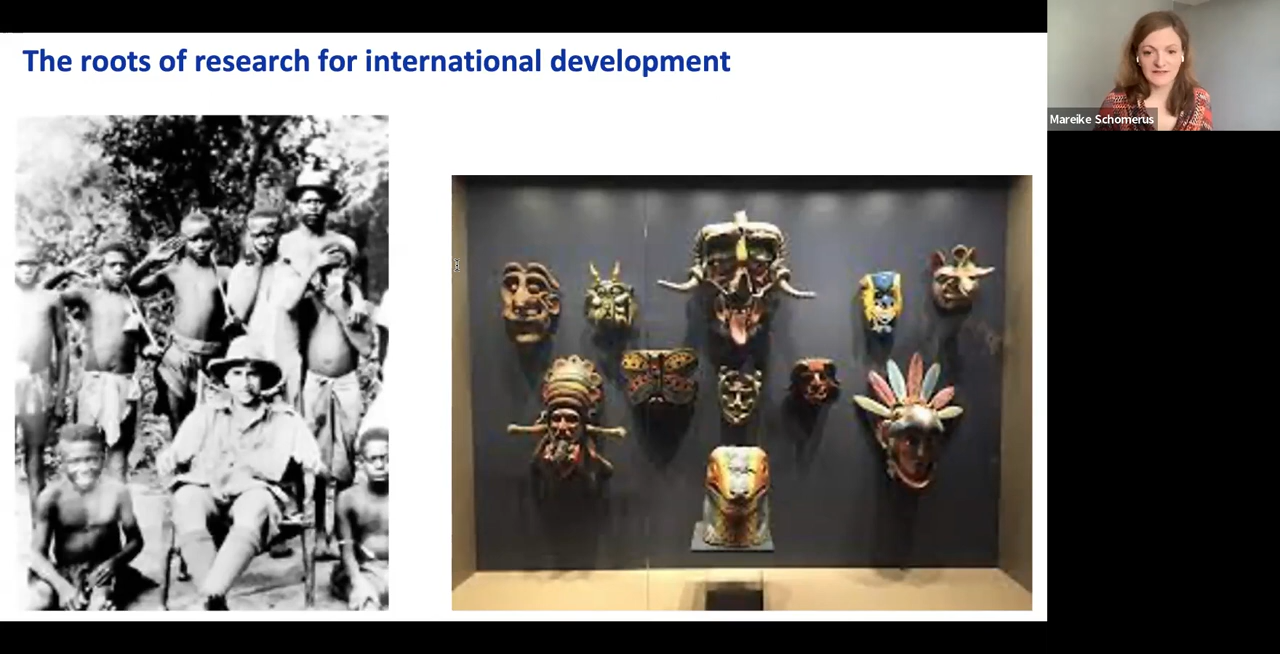 The roots of research for international development
Mareike Schomerus